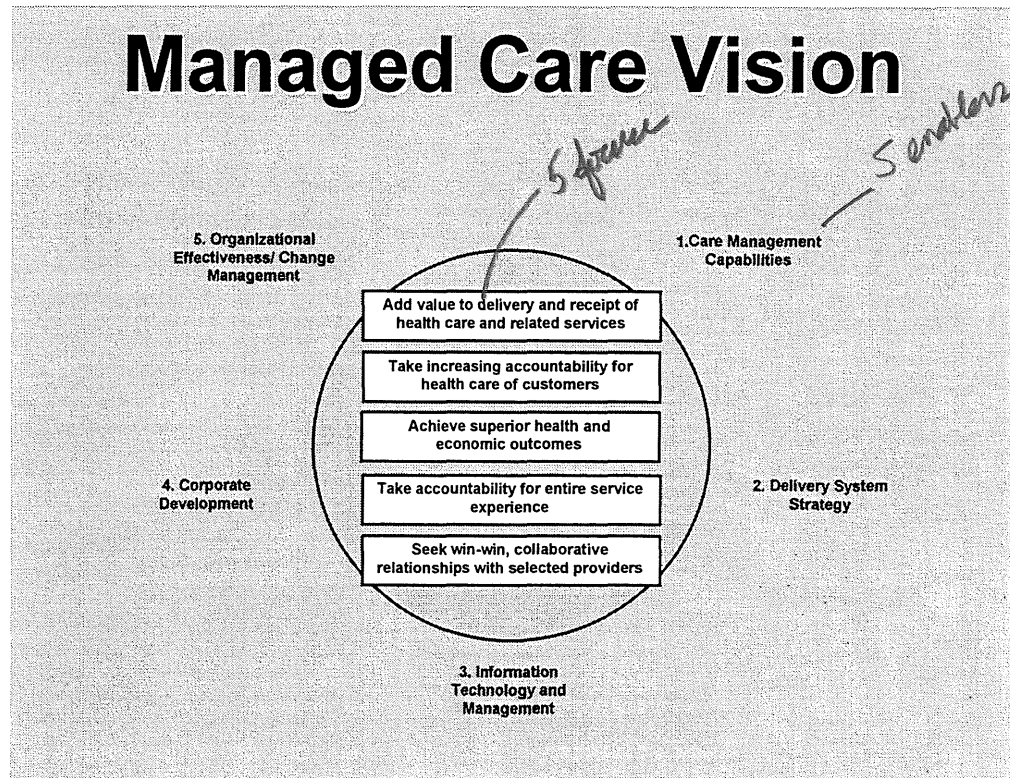 Managed Care Vision
5
5 enablers
5. Organizational
Effectiveness/ Change
Management
1.Care Management
Capabilities
Add value to delivery and receipt of
health care and related services
Take increasing accountability for
health care of customers
Achieve superior health and
economic outcomes
Take accountability for entire service
experience
Seek win-win, collaborative
relationships with selected providers
4. Corporate
Development
2. Delivery System
Strategy
3. Information
Technology and
Management